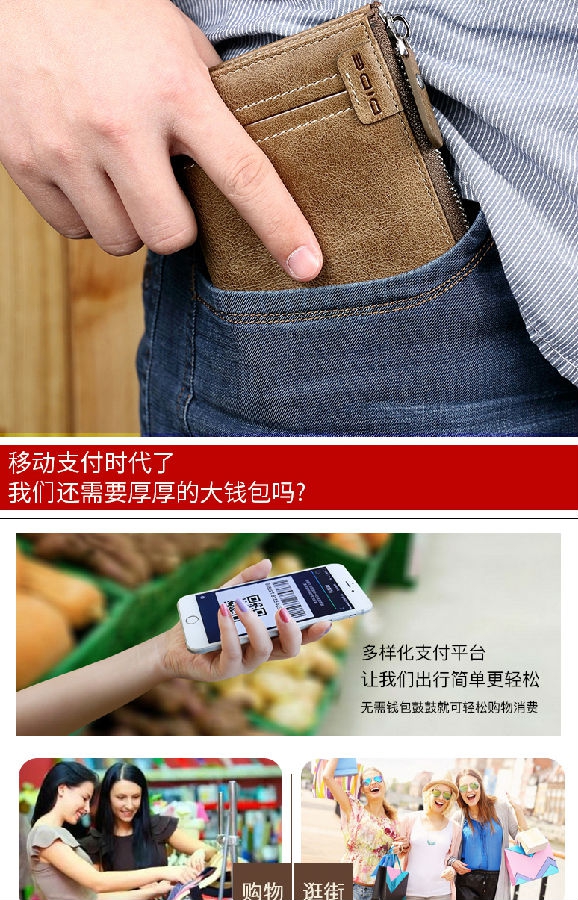 移动支付时代了
我们还需要厚厚的大钱包吗?
多样化支付平台
让我们出行简单更轻松
无需钱包鼓鼓就可轻松购物消费
购物
逛街